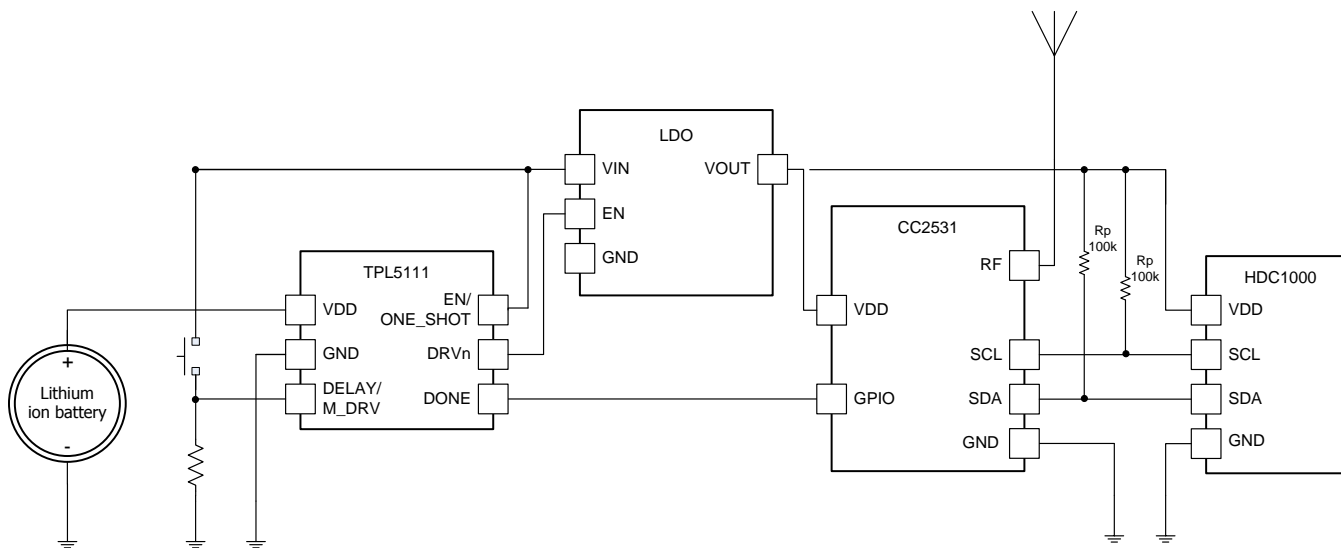 LDO
VIN
VOUT
EN
GND
CC2531
RF
VDD
SCL
GPIO
SDA
GND
Rp
100k
Rp
100k
HDC1000
VDD
SCL
SDA
GND
TPL5111
VDD
EN/
ONE_SHOT
GND
DRVn
DELAY/
M_DRV
DONE
+
Lithium
ion battery
-